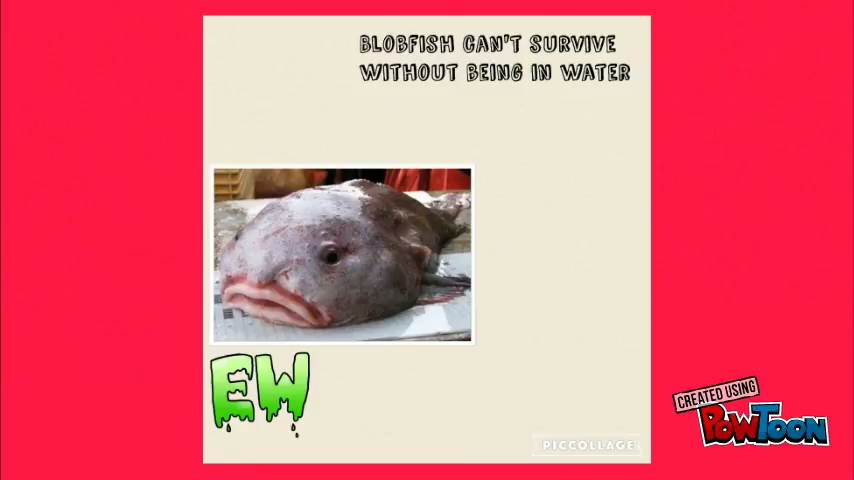 BLOBFISH CAN'T SURVIVE
WITHOUT BEING IN WATER
EW
CREATED USING
POWTOON
PICCOLLAGE